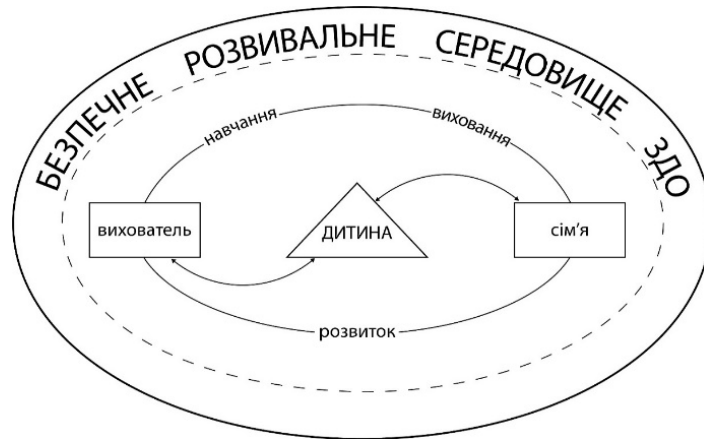 БЕЗПЕЧНЕ РОЗВИВАЛЬНЕ СЕРЕДОВИЩЕ ЗДО
навчання
виховання
вихователь
ДИТИНА
сім'я
розвиток